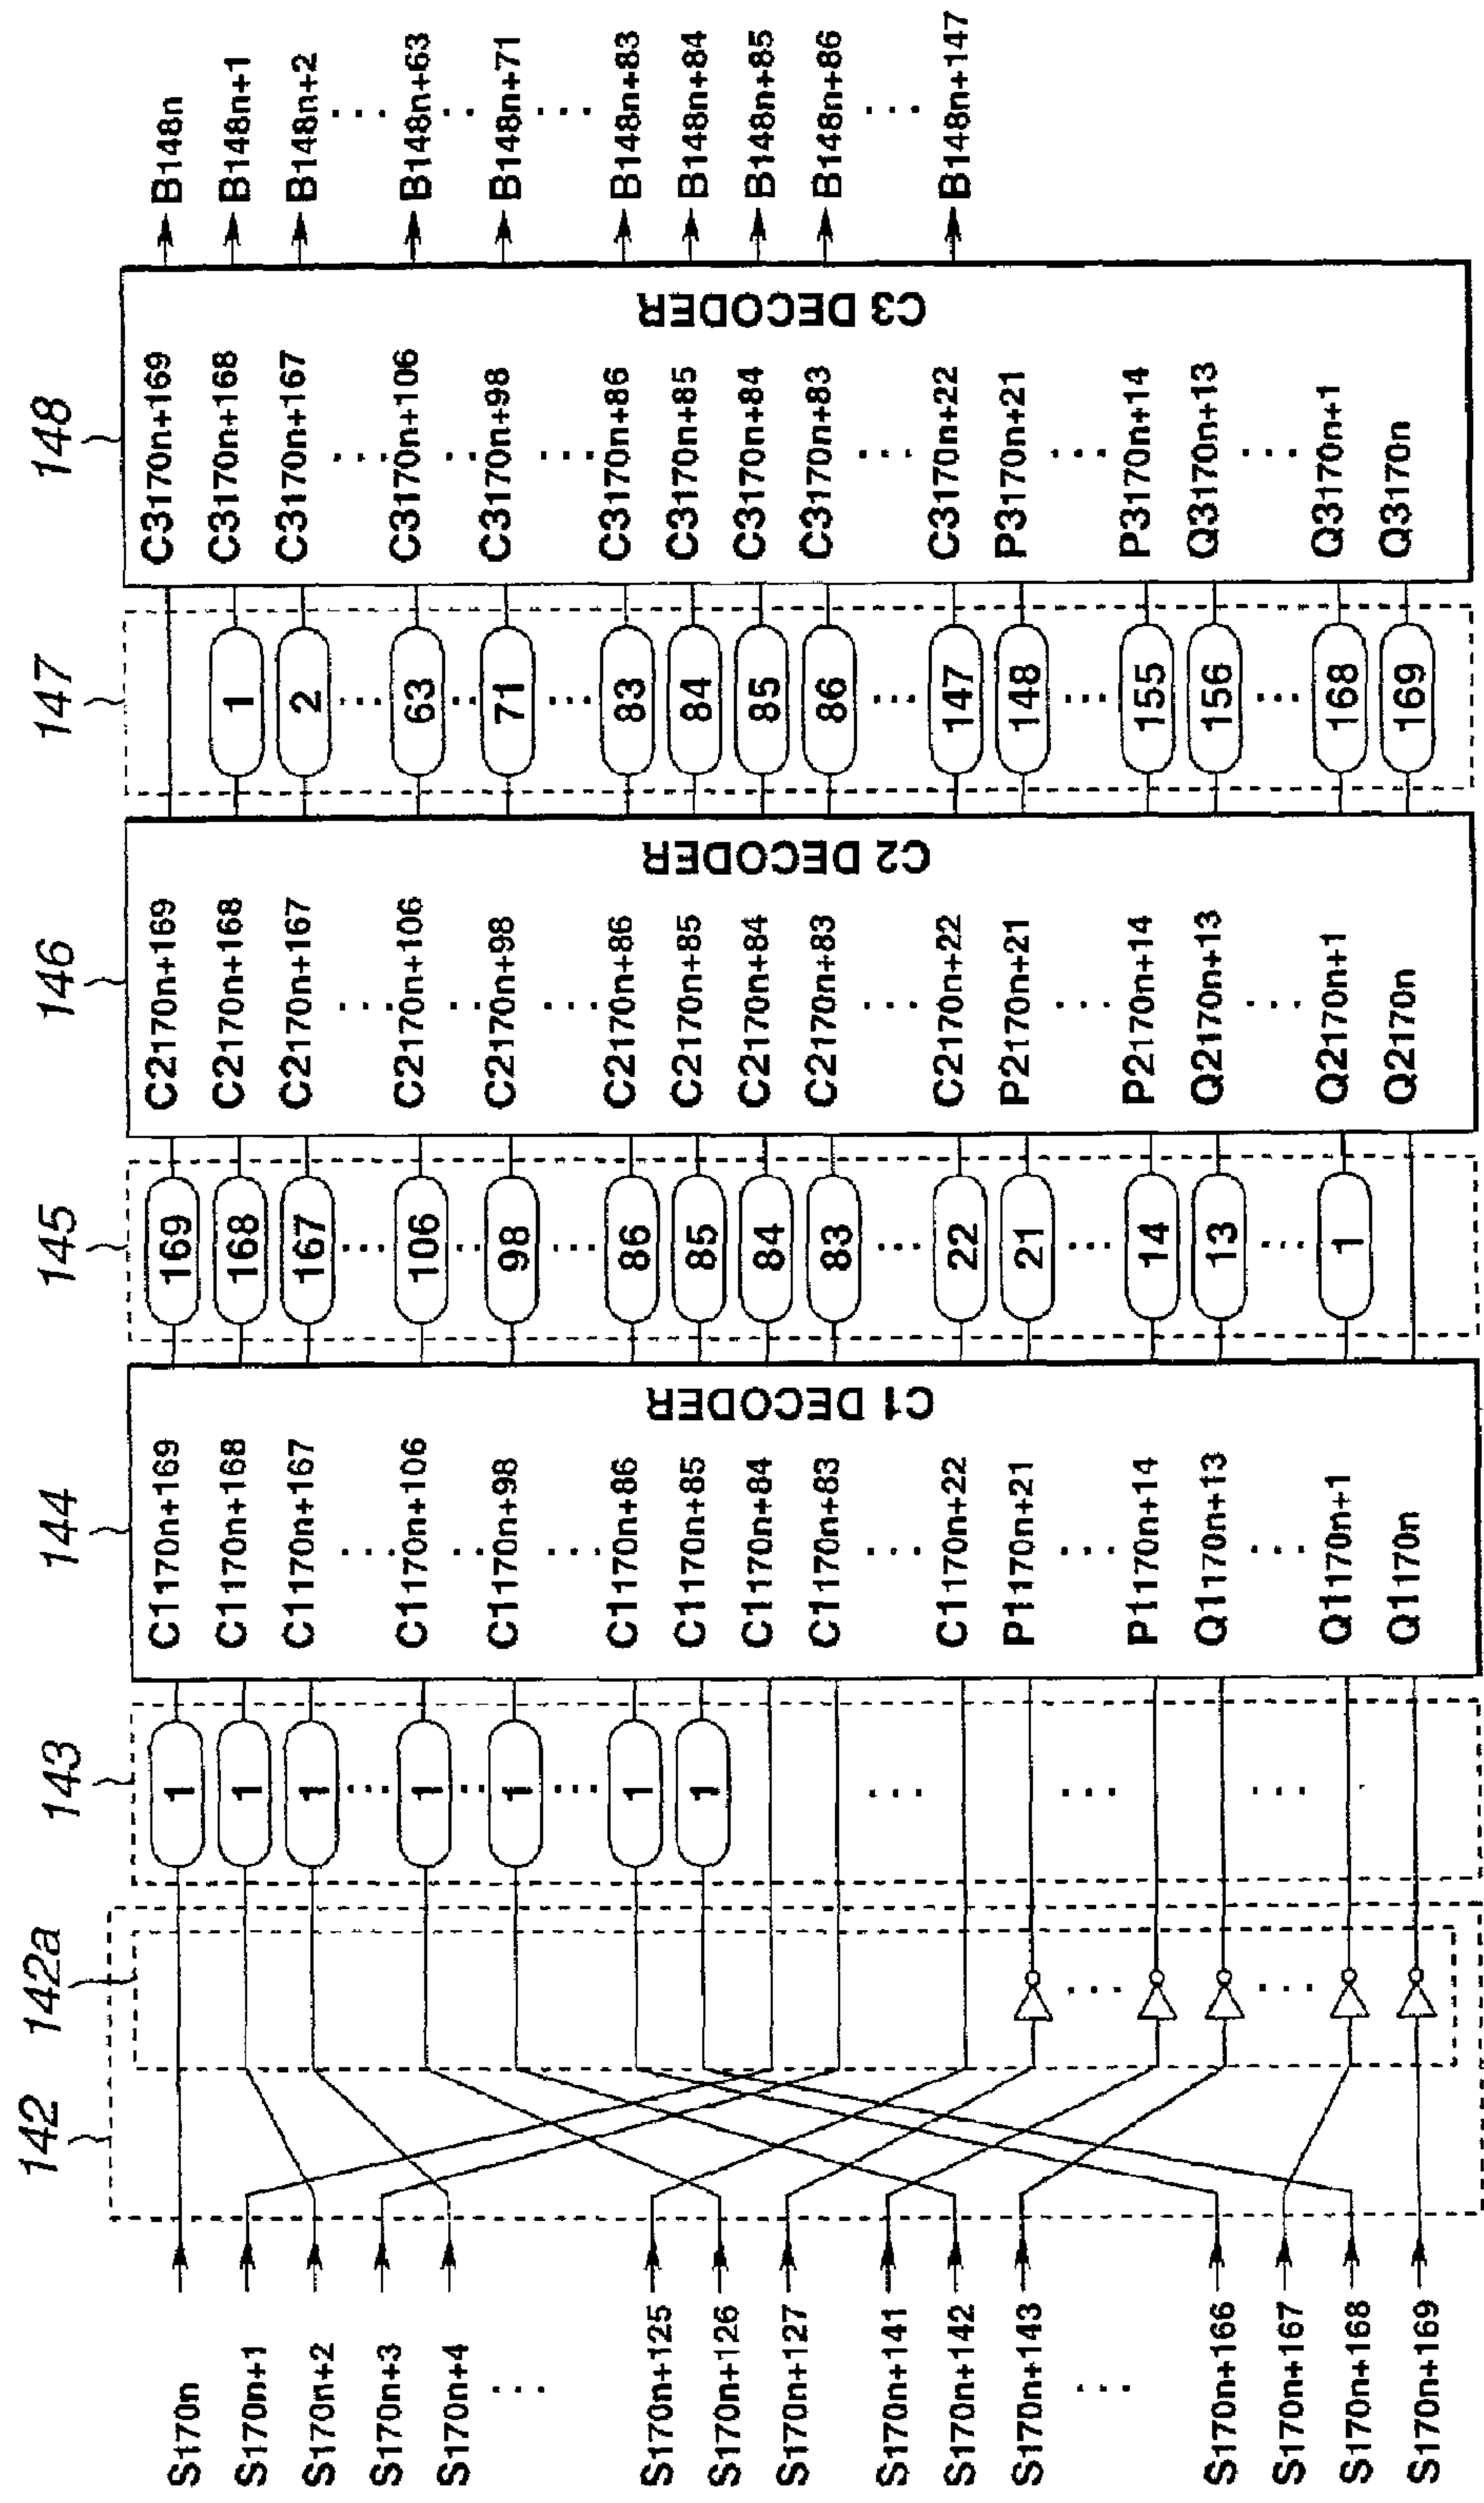 148
147
146
145
144
143
142a
142
B148n
B148n+1
B148n+2
...
B148n+63
..
B148n+71
...
B148n+83
B148n+84
B148n+85
B148n+86
...
B148n+147
C3 DECODER
C3170n+169
C3170n+168
C3170n+167
...
C3170n+106
..
C3170n+98
...
C3170n+86
C3170n+85
C3170n+84
C3170n+83
...
C3170n+22
P3170n+21
...
P3170n+14
Q3170n+13
...
Q3170n+1
Q3170n
1
2
...
63
..
71
...
83
84
85
86
...
147
148
...
155
156
...
168
169
C2 DECODER
C2170n+169
C2170n+168
C2170n+167
...
C2170n+106
..
C2170n+98
...
C2170n+86
C2170n+85
C2170n+84
C2170n+83
...
C2170n+22
P2170n+21
...
P2170n+14
Q2170n+13
...
Q2170n+1
Q2170n
169
168
167
...
106
..
98
...
86
85
84
83
...
22
21
...
14
13
...
1
C1 DECODER
C1170n+169
C1170n+168
C1170n+167
...
C1170n+106
..
C1170n+98
...
C1170n+86
C1170n+85
C1170n+84
C1170n+83
...
C1170n+22
P1170n+21
...
P1170n+14
Q1170n+13
...
Q1170n+1
Q1170n
1
1
1
...
1
..
1
...
1
1
...
...
...
...
...
S170n
S170n+1
S170n+2
S170n+3
S170n+4
...
S170n+125
S170n+126
S170n+127
S170n+141
S170n+142
S170n+143
...
S170n+166
S170n+167
S170n+168
S170n+169